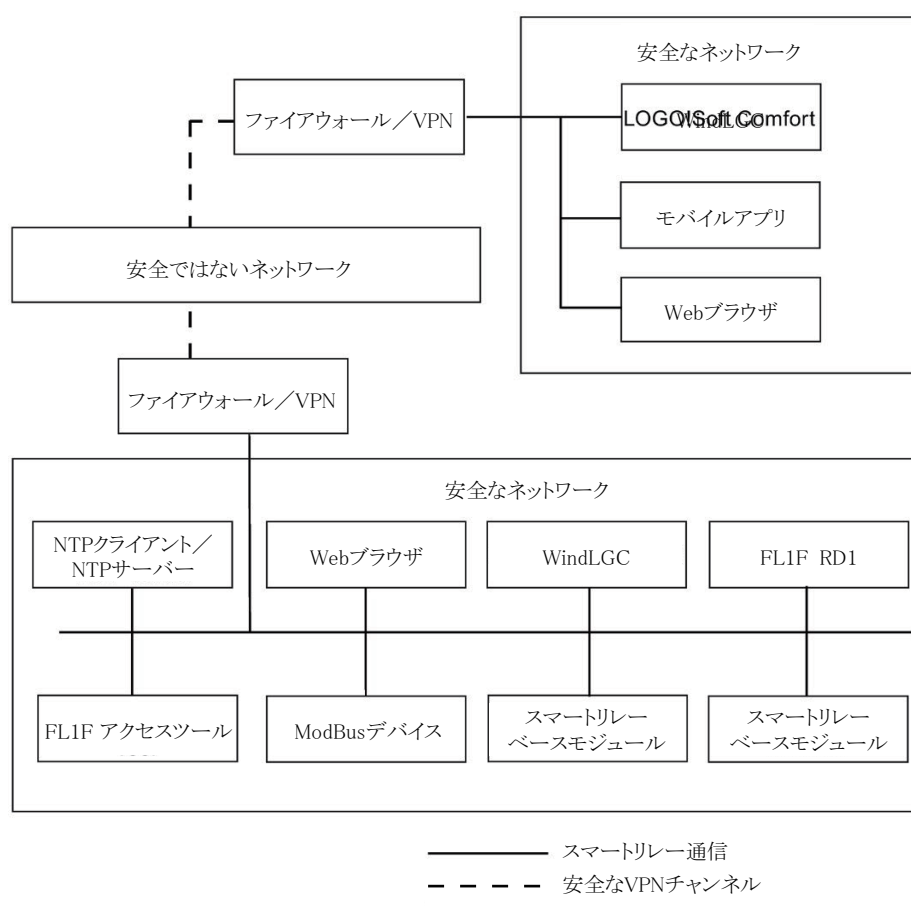 安全なネットワーク
ファイアウォール／VPN
LOGO!Soft Comfort
WindLGC
モバイルアプリ
安全ではないネットワーク
Webブラウザ
ファイアウォール／VPN
安全なネットワーク
NTPクライアント／
NTPサーバー
Webブラウザ
WindLGC
FL1F RD1
FL1F アクセスツール
ModBusデバイス
スマートリレー
ベースモジュール
スマートリレー
ベースモジュール
スマートリレー通信
安全なVPNチャンネル